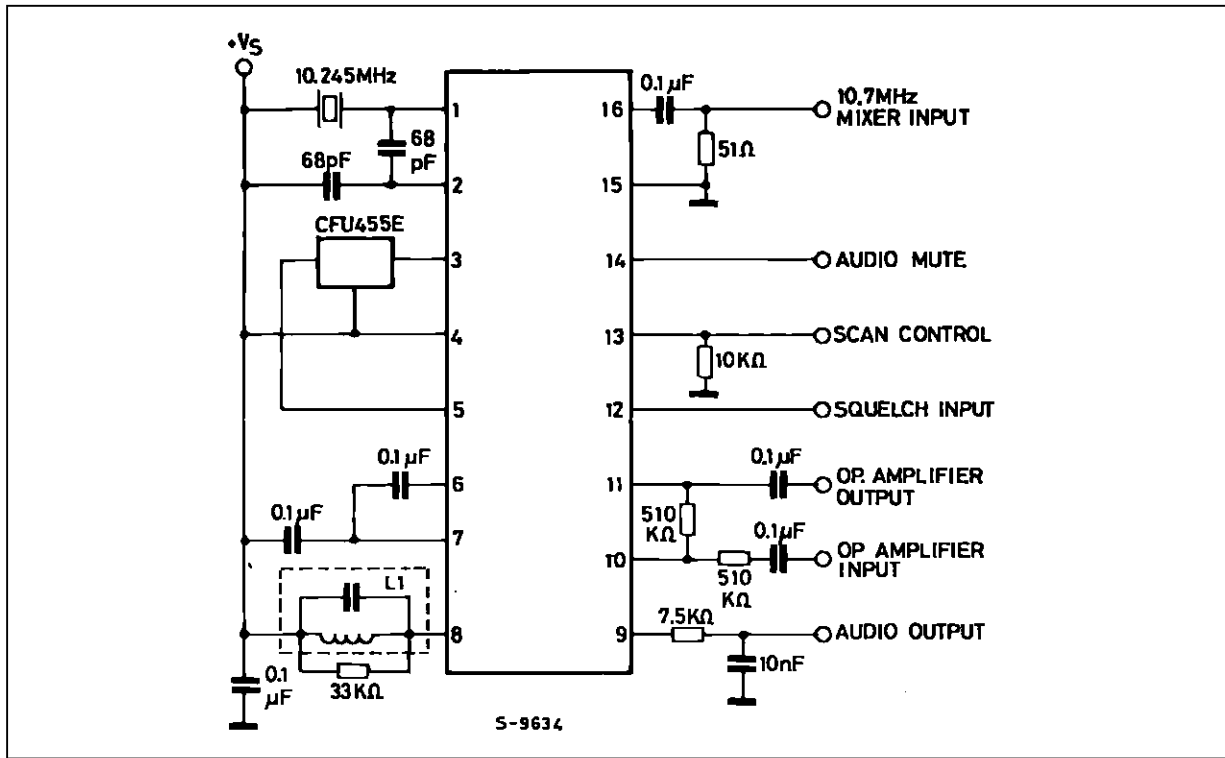 +VS
10.245MHz
68
pF
68pF
CFU455E
0.1µF
0.1µF
L1
33KΩ
0.1
µF
1
2
3
4
5
6
7
8
16
15
14
13
12
11
10
9
0.1µF
10,7MHz
MIXER INPUT
51Ω
AUDIO MUTE
SCAN CONTROL
10KΩ
SQUELCH INPUT
0.1µF
OP. AMPLIFIER
OUTPUT
510
KΩ
0.1µF
OP AMPLIFIER
INPUT
510
KΩ
7.5KΩ
AUDIO OUTPUT
10nF
S-9634